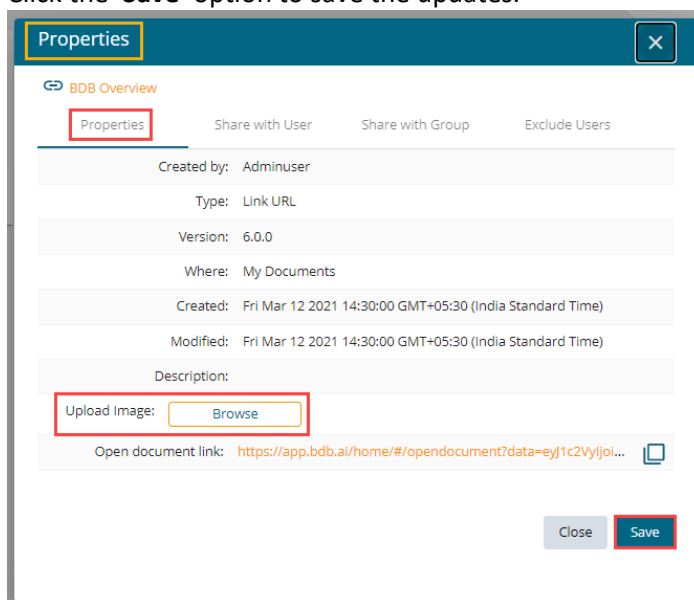 Click the 'Save' option to save the updates.
Properties
BDB Overview
Properties Share with User Share with Group Exclude Users
Created by: Adminuser
Type: Link URL
Version: 6.0.0
Where: My Documents
Created: Fri Mar 12 2021 14:30:00 GMT+05:30 (India Standard Time)
Modified: Fri Mar 12 2021 14:30:00 GMT+05:30 (India Standard Time)
Description:
Upload Image: Browse
Open document link: https://app.bdb.ai/home/#/opendocument?data=eyJ1c2VyIjoi...
Close Save